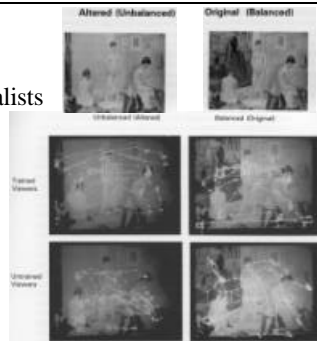 Altered (Unbalanced) Original (Balanced)
alists
Unbalanced (Altered) Balanced (Original)
Trained
Viewers
Untrained
Viewers